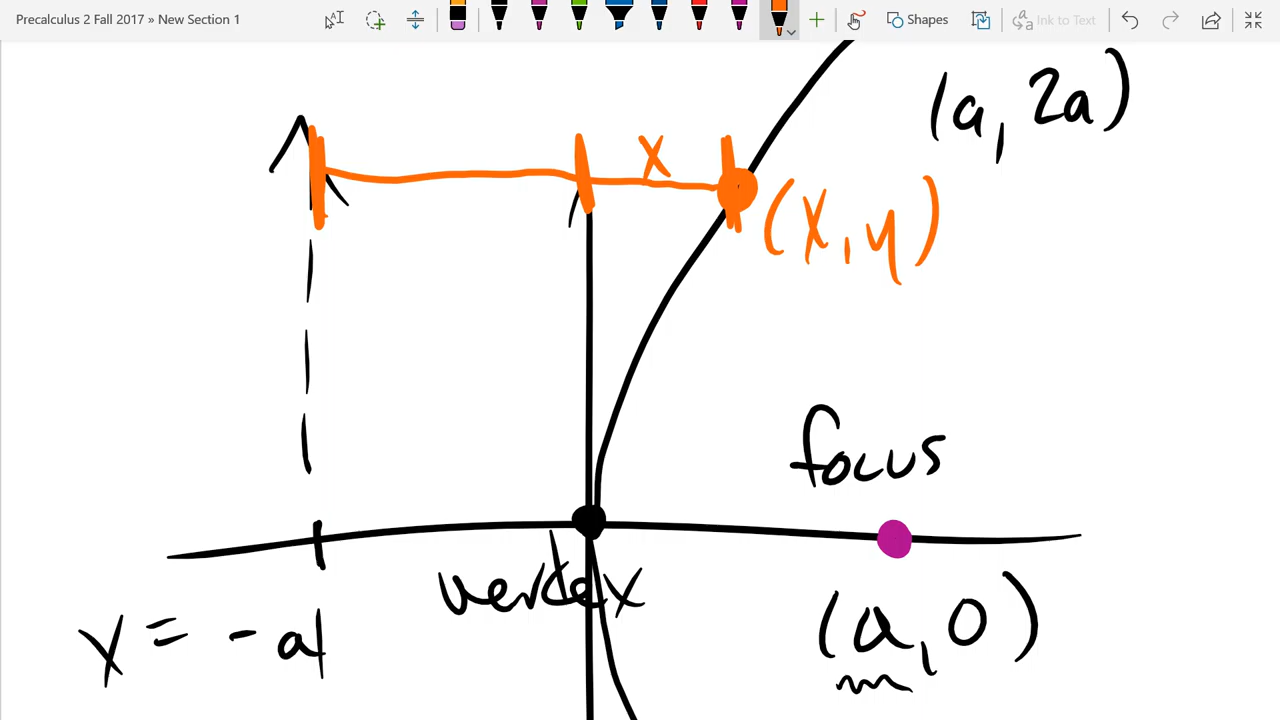 Precalculus 2 Fall 2017 » New Section 1
Shapes
Ink to Text
(a, 2a)
x
(x, y)
focus
vertex
x = -a
(a, 0)